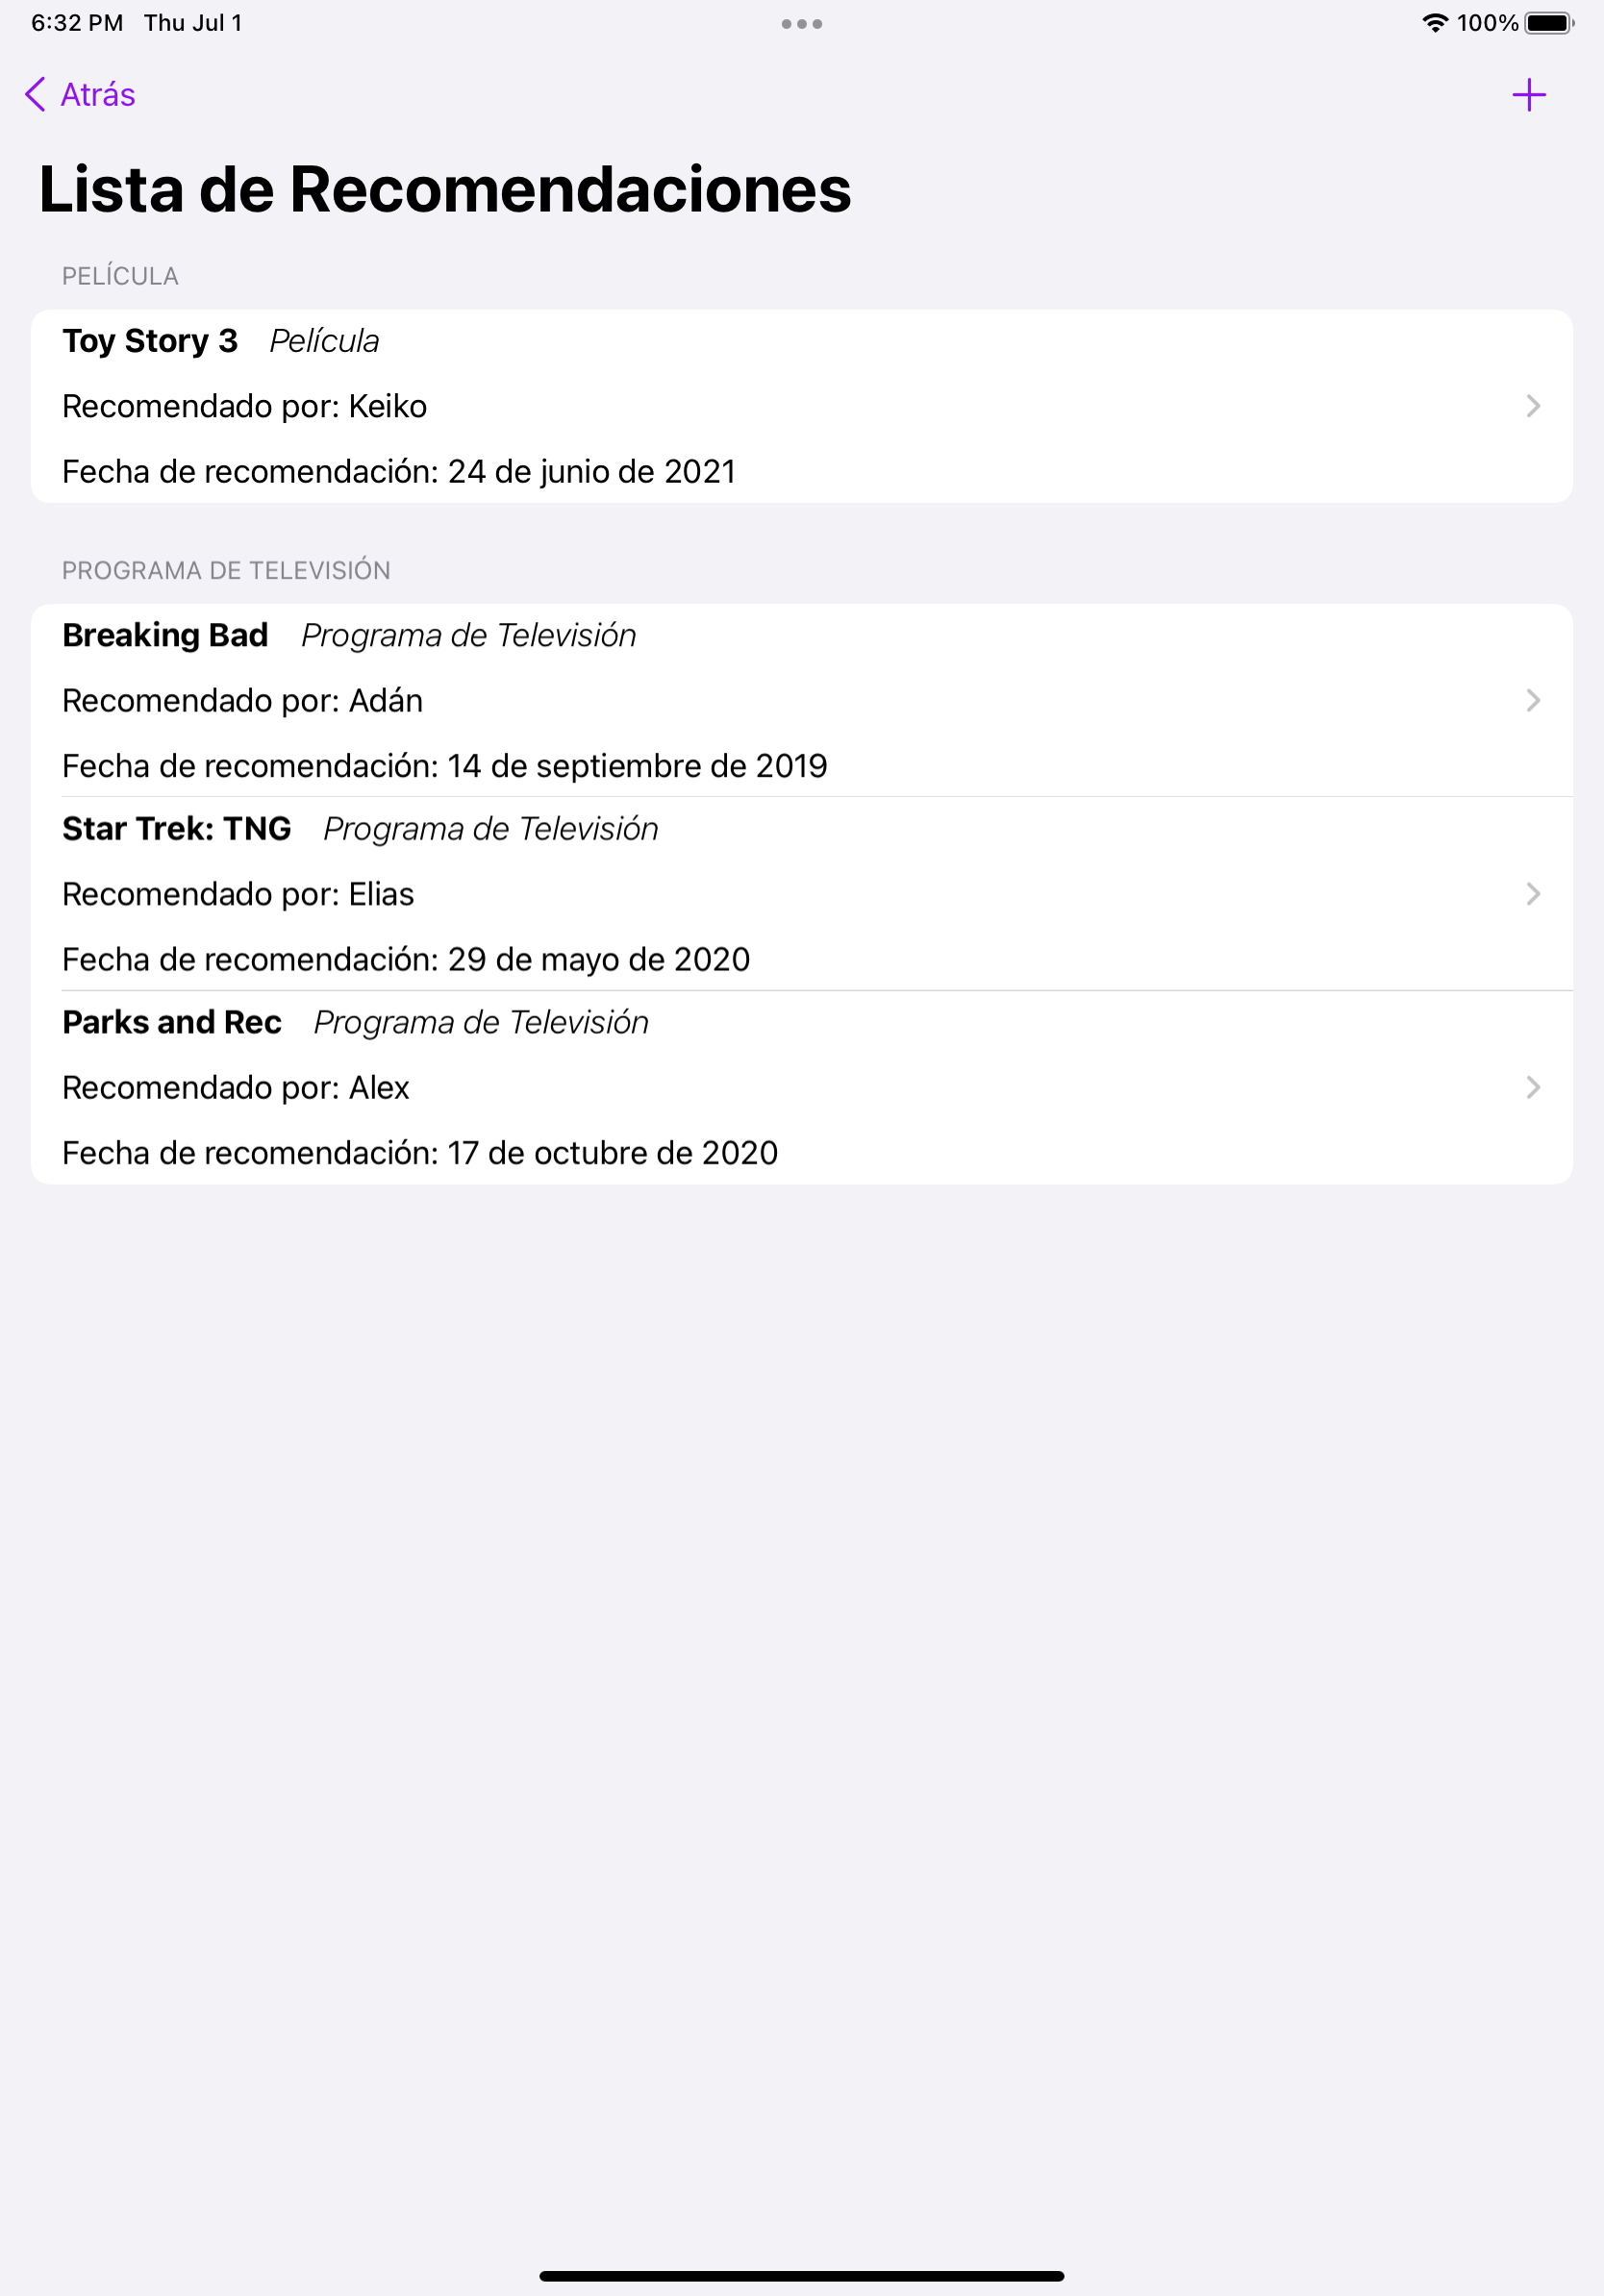 6:32 PM Thu Jul 1
100%
Atrás
Lista de Recomendaciones
PELÍCULA
Toy Story 3 Película
Recomendado por: Keiko
Fecha de recomendación: 24 de junio de 2021
PROGRAMA DE TELEVISIÓN
Breaking Bad Programa de Televisión
Recomendado por: Adán
Fecha de recomendación: 14 de septiembre de 2019
Star Trek: TNG Programa de Televisión
Recomendado por: Elias
Fecha de recomendación: 29 de mayo de 2020
Parks and Rec Programa de Televisión
Recomendado por: Alex
Fecha de recomendación: 17 de octubre de 2020